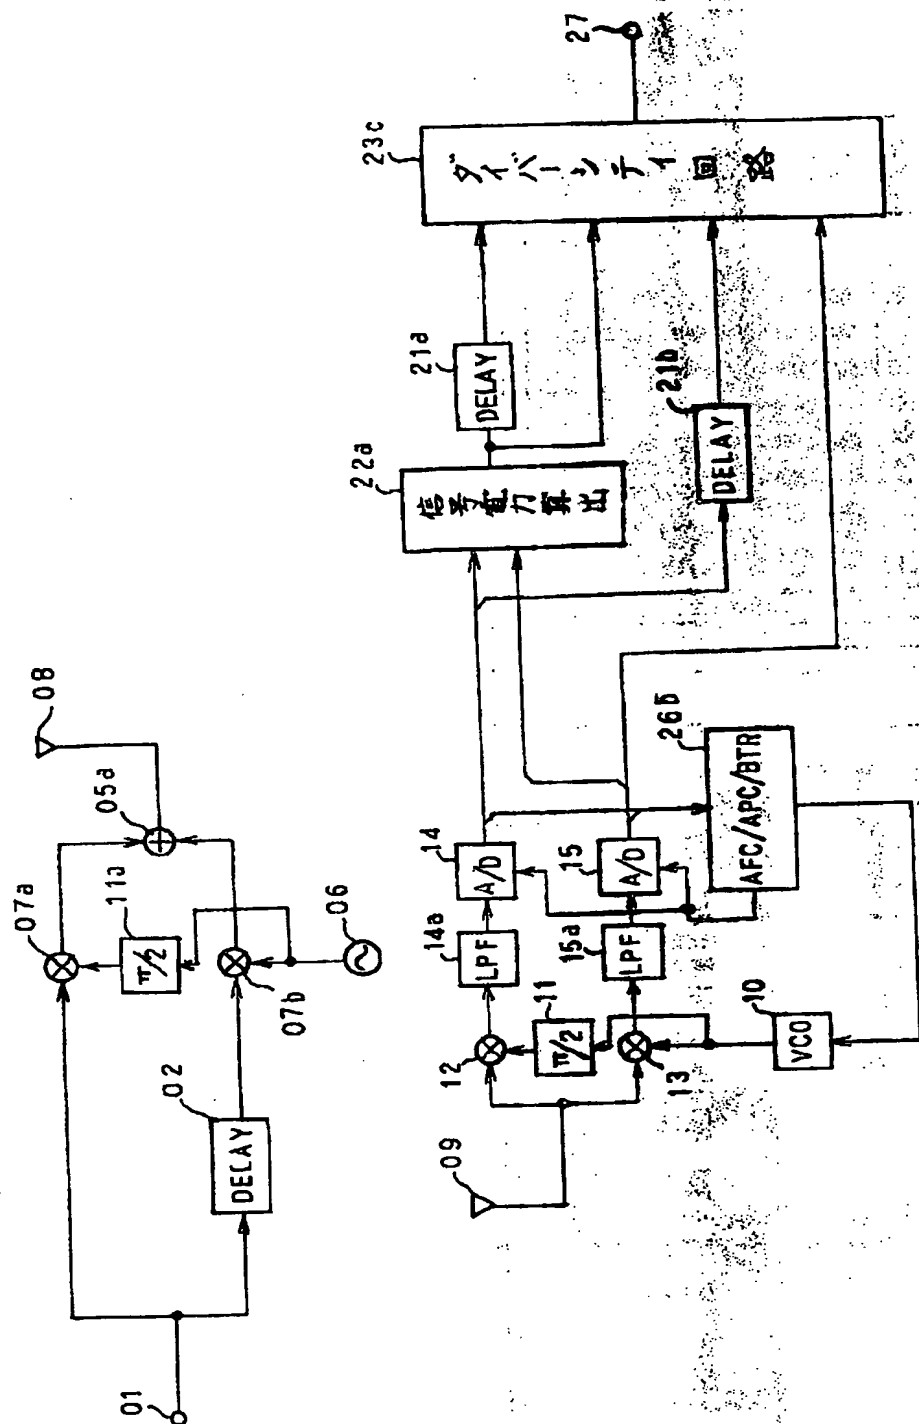 01
02
DELAY
07a
11a
π/2
07b
06
05a
08
09
12
11
π/2
13
10
VCO
14a
LPF
15a
LPF
14
A/D
15
A/D
26b
AFC/APC/BTR
22a
信号電力算出
21a
DELAY
21b
DELAY
23c
ダイバーシティ回路
27